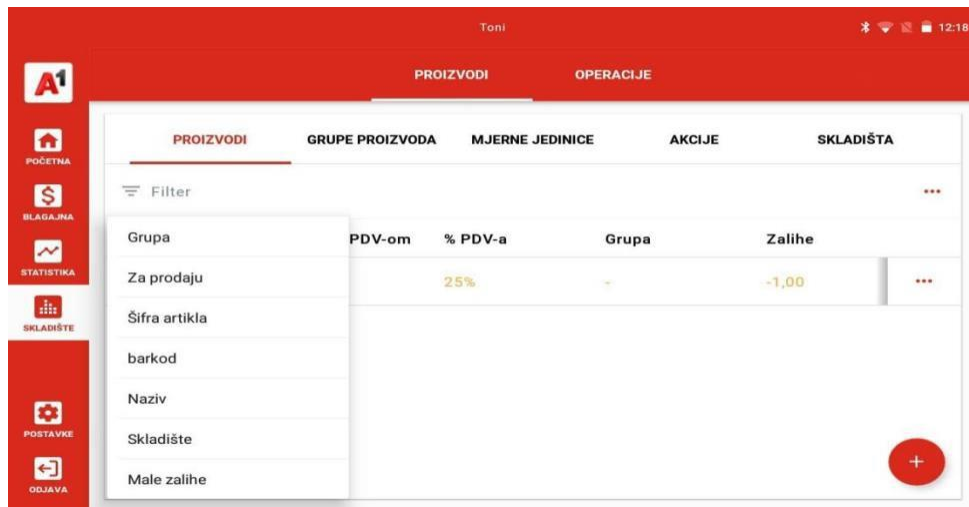 Toni
12:18
A1
PROIZVODI
OPERACIJE
POČETNA
BLAGAJNA
STATISTIKA
SKLADIŠTE
POSTAVKE
ODJAVA
PROIZVODI GRUPE PROIZVODA MJERNE JEDINICE AKCIJE SKLADIŠTA
Filter
Grupa
Za prodaju
Šifra artikla
barkod
Naziv
Skladište
Male zalihe
PDV-om % PDV-a Grupa Zalihe
25% - -1,00